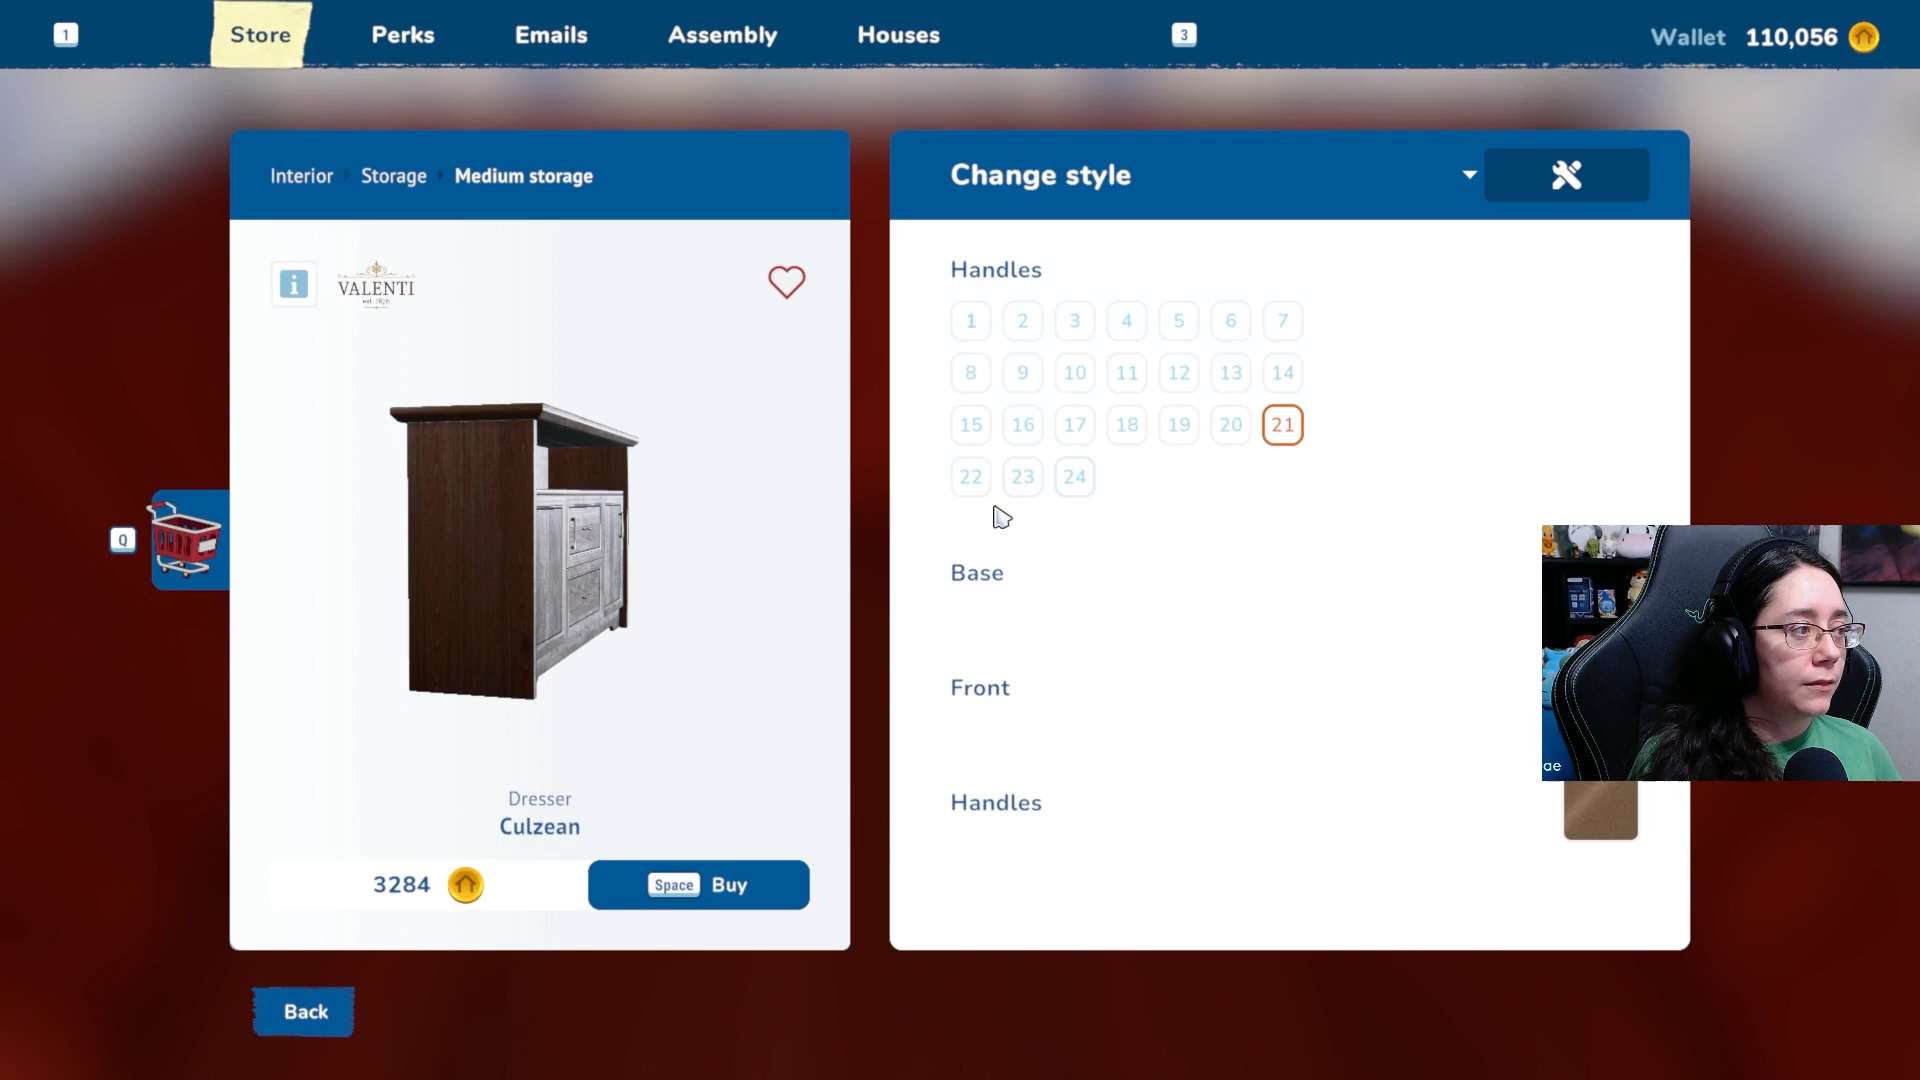 1
Store
Perks
Emails
Assembly
Houses
3
Wallet 110,056
Interior Storage Medium storage
Change style
i
VALENTI
est. 1876
Handles
1 2 3 4 5 6 7
8 9 10 11 12 13 14
15 16 17 18 19 20 21
22 23 24
Q
Base
Front
Handles
ae
Dresser
Culzean
3284
Space Buy
Back